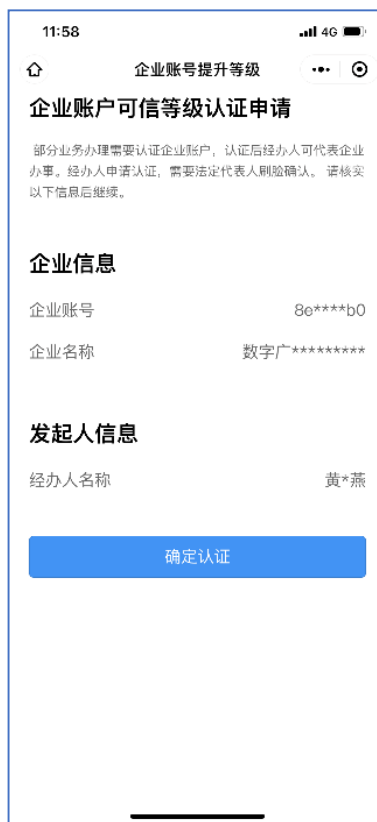 11:58
4G
企业账号提升等级
企业账户可信等级认证申请
部分业务办理需要认证企业账户，认证后经办人可代表企业
办事。经办人申请认证，需要法定代表人刷脸确认。 请核实
以下信息后继续。
企业信息
企业账号 8e****b0
企业名称 数字广*********
发起人信息
经办人名称 黄*燕
确定认证